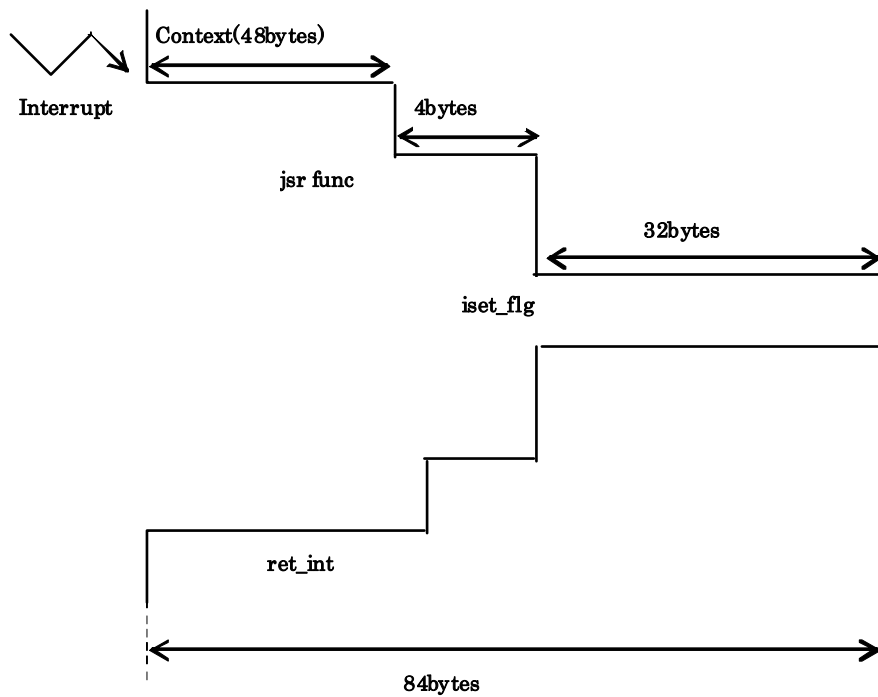 Context(48bytes)
Interrupt
4bytes
jsr func
32bytes
iset_flg
ret_int
84bytes